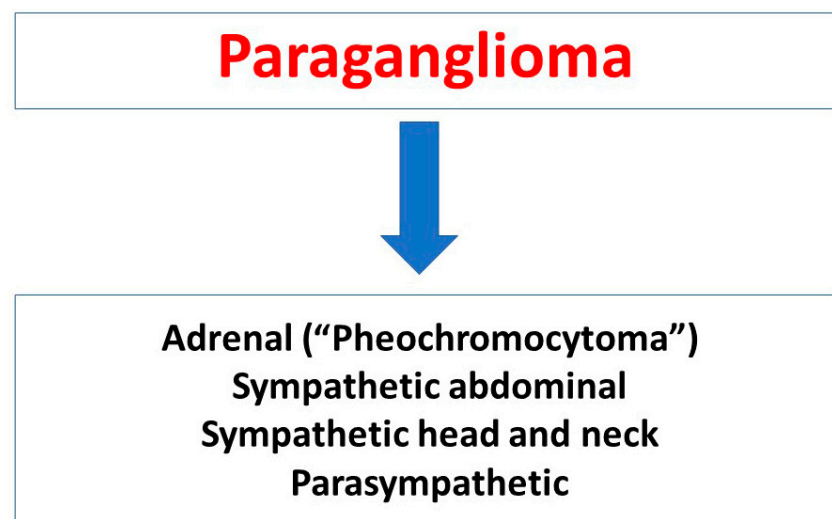 Paraganglioma
Adrenal (“Pheochromocytoma”)
Sympathetic abdominal
Sympathetic head and neck
Parasympathetic